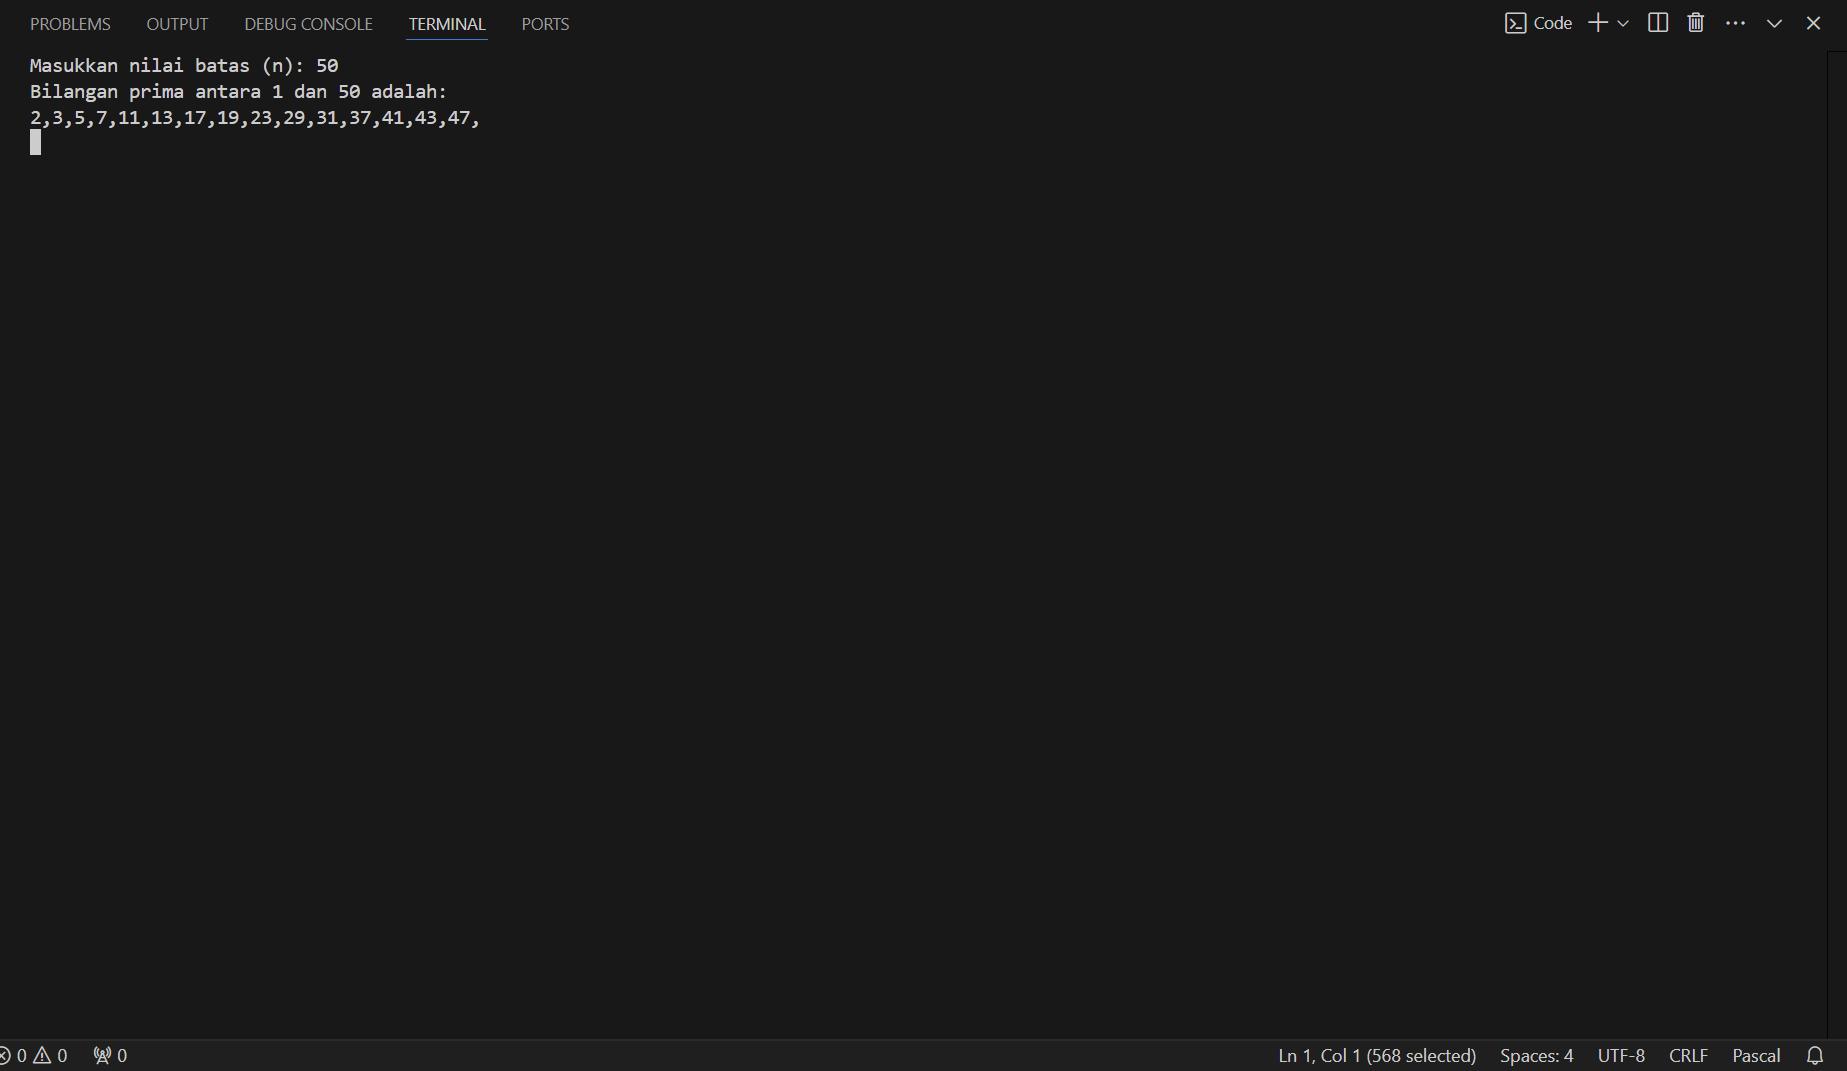 PROBLEMS OUTPUT DEBUG CONSOLE TERMINAL PORTS Code
Masukkan nilai batas (n): 50
Bilangan prima antara 1 dan 50 adalah:
2,3,5,7,11,13,17,19,23,29,31,37,41,43,47,
0 0 0 Ln 1, Col 1 (568 selected) Spaces: 4 UTF-8 CRLF Pascal